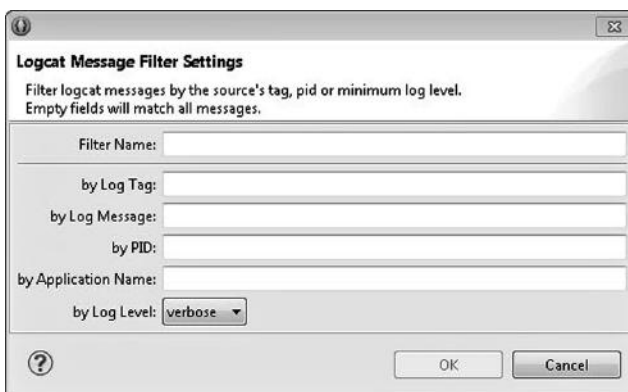 Logcat Message Filter Settings
Filter logcat messages by the source's tag, pid or minimum log level.
Empty fields will match all messages.
Filter Name:
by Log Tag:
by Log Message:
by PID:
by Application Name:
by Log Level: verbose
?
OK Cancel